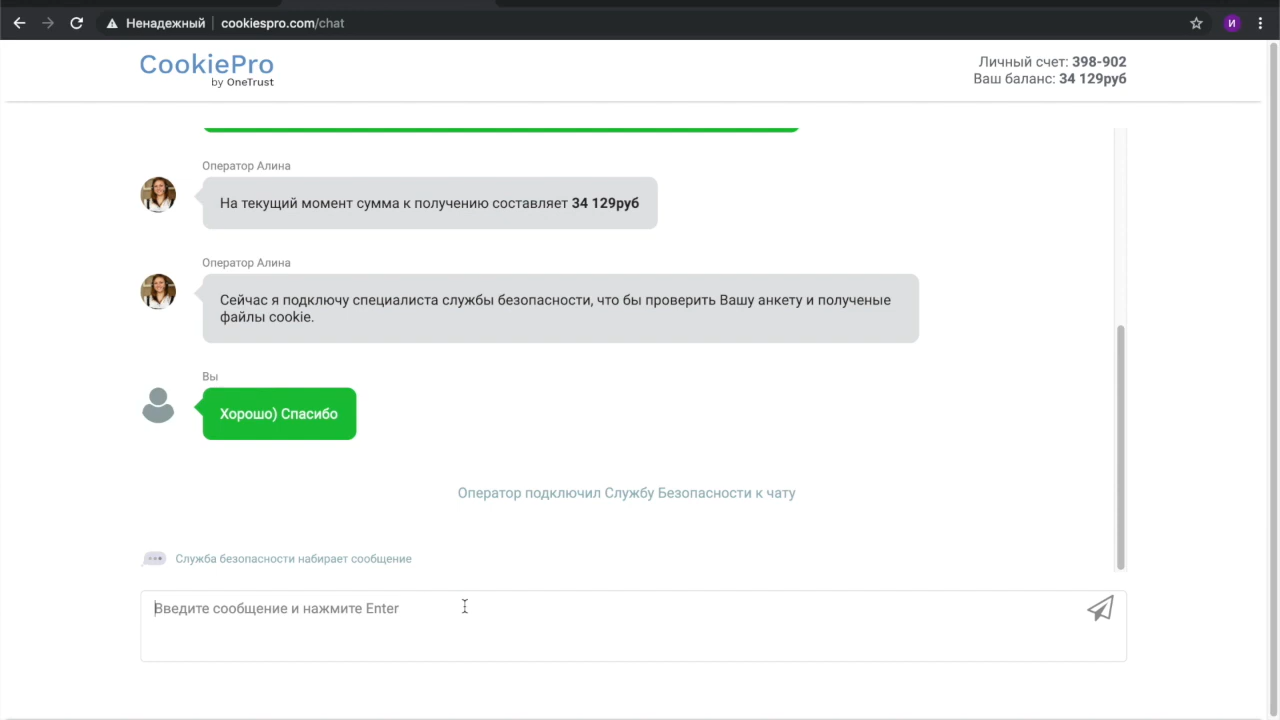 Ненадежный
cookiespro.com/chat
И
CookiePro
by OneTrust
Личный счет: 398-902
Ваш баланс: 34 129руб
Оператор Алина
На текущий момент сумма к получению составляет 34 129руб
Оператор Алина
Сейчас я подключу специалиста службы безопасности, что бы проверить Вашу анкету и полученые
файлы cookie.
Вы
Хорошо) Спасибо
Оператор подключил Службу Безопасности к чату
Служба безопасности набирает сообщение
Введите сообщение и нажмите Enter